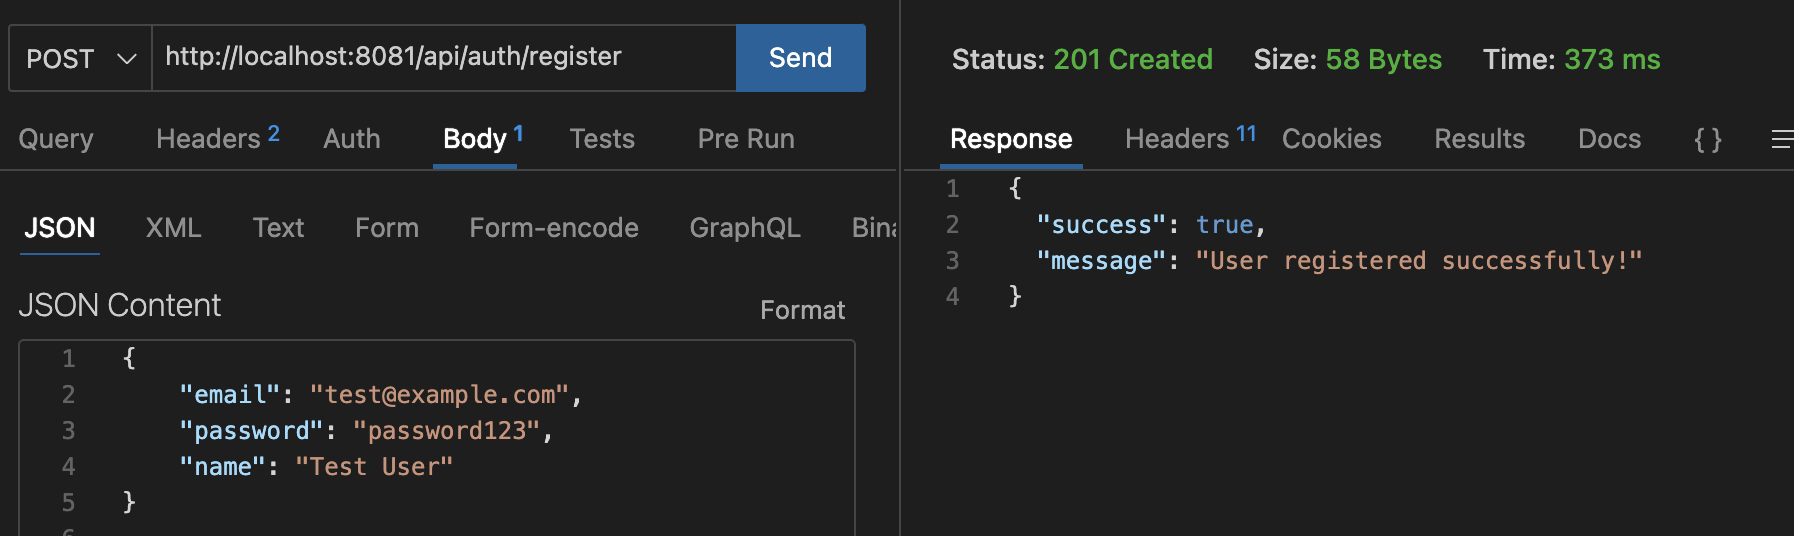 POST http://localhost:8081/api/auth/register Send
Query Headers 2 Auth Body 1 Tests Pre Run
JSON XML Text Form Form-encode GraphQL Bina
JSON Content Format
1 {
2 "email": "test@example.com",
3 "password": "password123",
4 "name": "Test User"
5 }
Status: 201 Created Size: 58 Bytes Time: 373 ms
Response Headers 11 Cookies Results Docs {}
1 {
2 "success": true,
3 "message": "User registered successfully!"
4 }